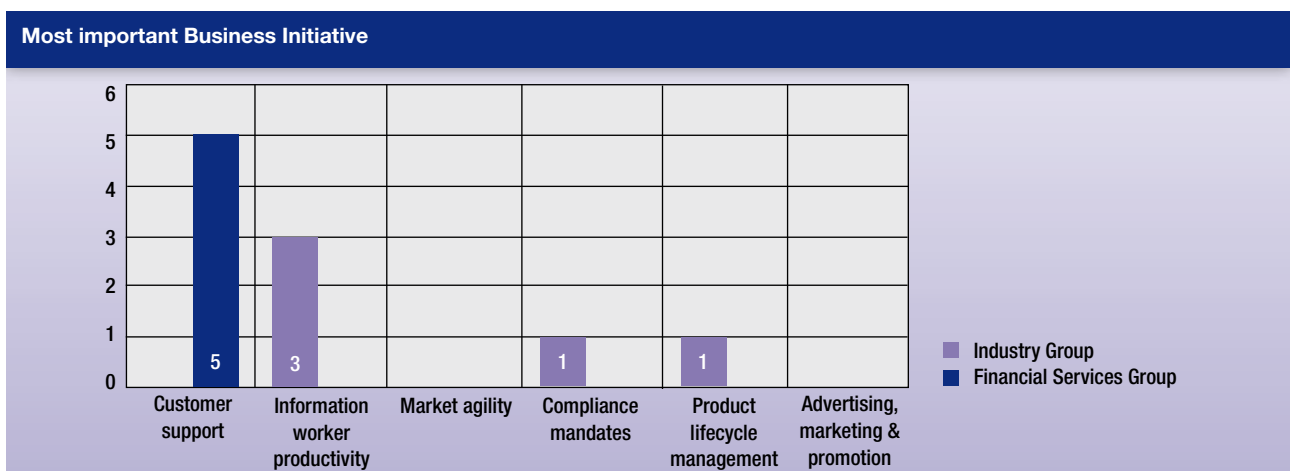 Most important Business Initiative
6
5
4
3
2
1
0
5
3
1
1
Customer
support
Information
worker
productivity
Market agility
Compliance
mandates
Product
lifecycle
management
Advertising,
marketing &
promotion
Industry Group
Financial Services Group